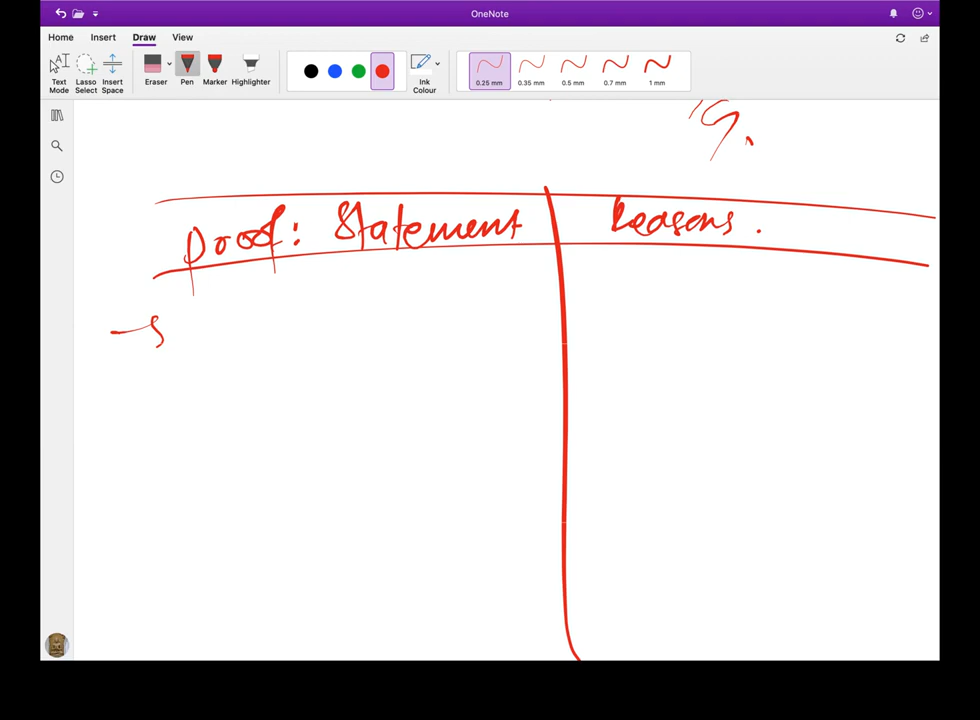 OneNote
Home Insert Draw View
Text Mode Lasso Select Insert Space Eraser Pen Marker Highlighter Ink Colour 0.25 mm 0.35 mm 0.5 mm 0.7 mm 1 mm
Proof: Statement Reasons.